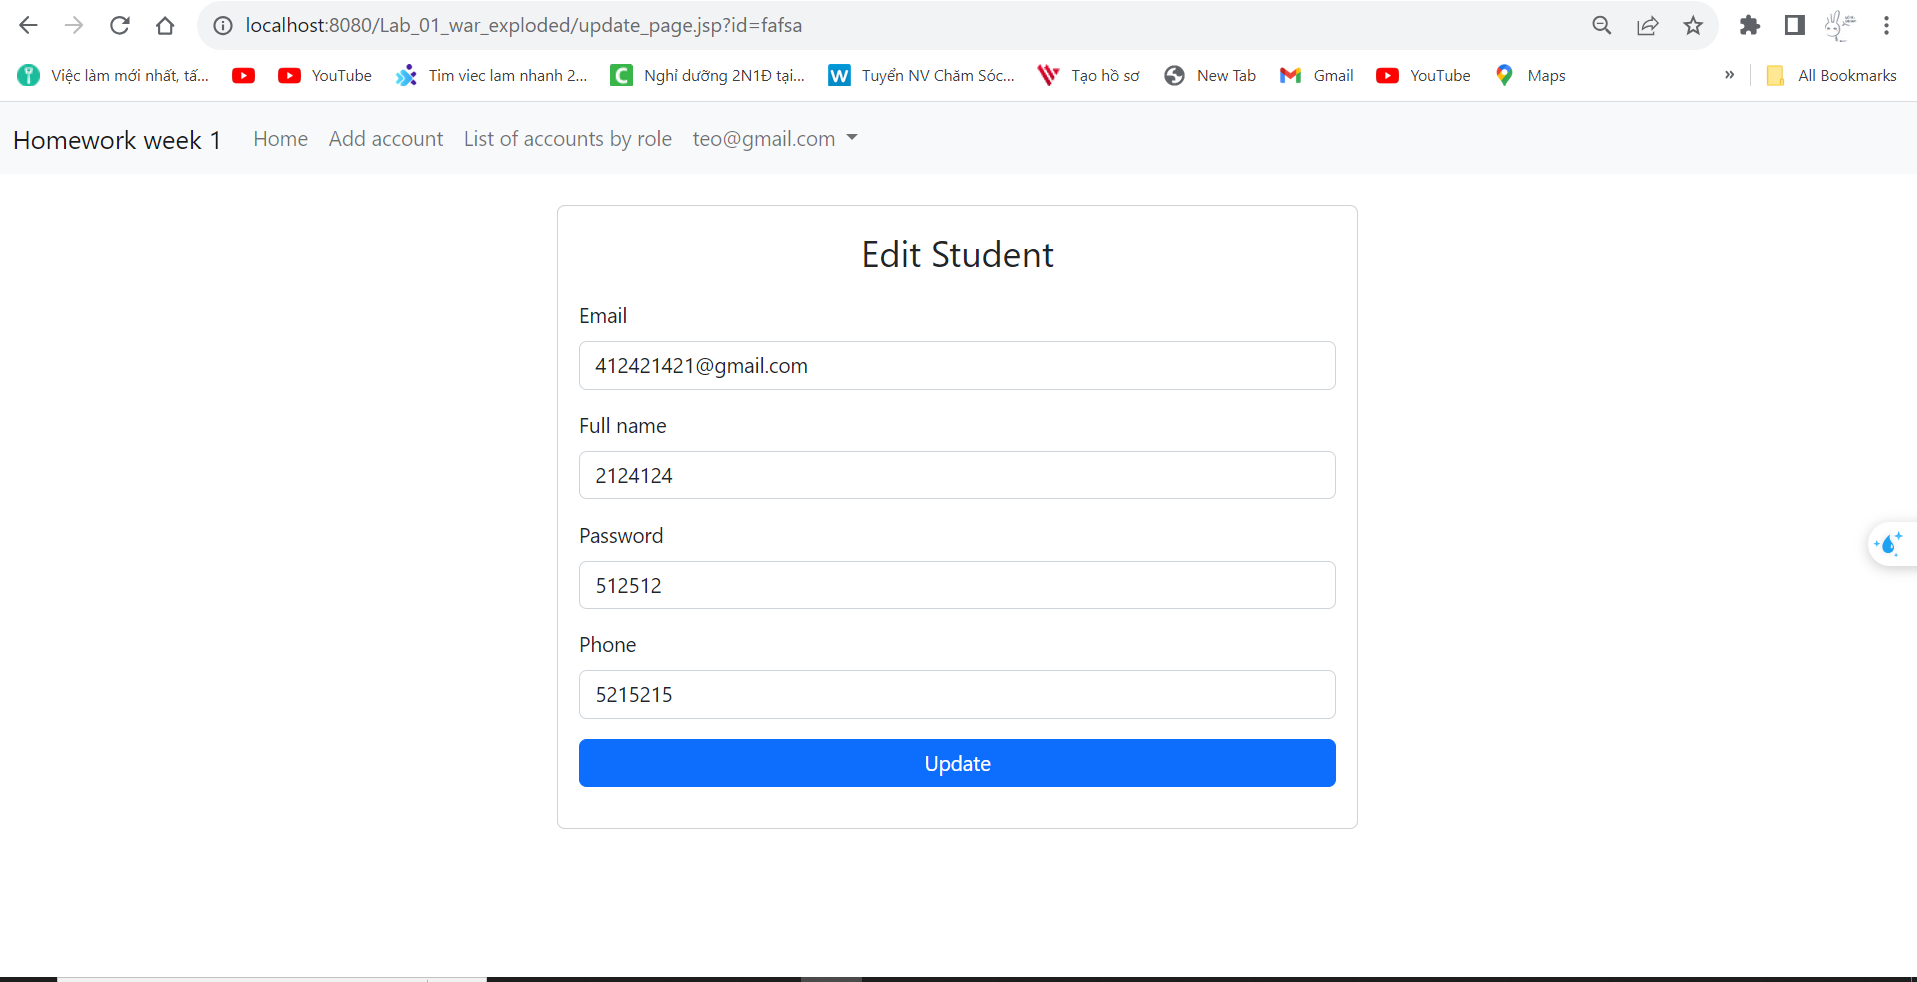 localhost:8080/Lab_01_war_exploded/update_page.jsp?id=fafsa
Việc làm mới nhất, tấ... YouTube Tim viec lam nhanh 2... Nghỉ dưỡng 2N1Đ tại... Tuyển NV Chăm Sóc... Tạo hồ sơ New Tab Gmail YouTube Maps » All Bookmarks
Homework week 1 Home Add account List of accounts by role teo@gmail.com
Edit Student
Email
412421421@gmail.com
Full name
2124124
Password
512512
Phone
5215215
Update